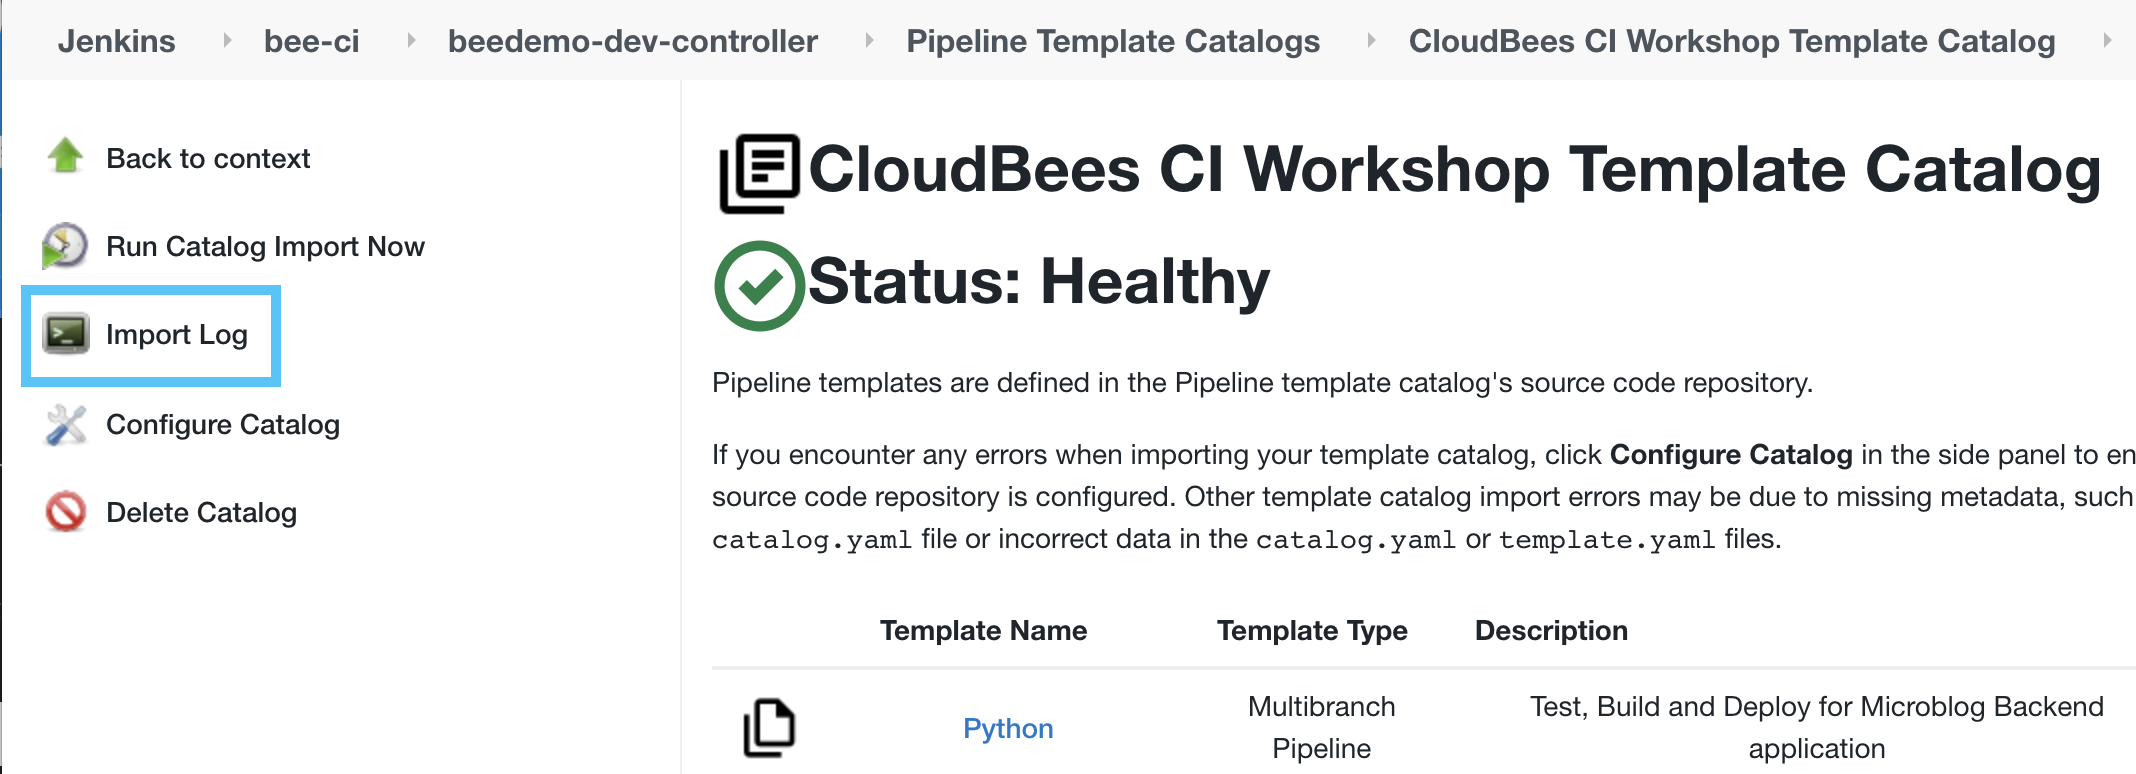 Jenkins bee-ci beedemo-dev-controller Pipeline Template Catalogs CloudBees CI Workshop Template Catalog
Back to context
Run Catalog Import Now
Import Log
Configure Catalog
Delete Catalog
CloudBees CI Workshop Template Catalog
Status: Healthy
Pipeline templates are defined in the Pipeline template catalog's source code repository.
If you encounter any errors when importing your template catalog, click Configure Catalog in the side panel to en
source code repository is configured. Other template catalog import errors may be due to missing metadata, such
catalog.yaml file or incorrect data in the catalog.yaml or template.yaml files.
Template Name Template Type Description
Python
Multibranch
Pipeline
Test, Build and Deploy for Microblog Backend
application